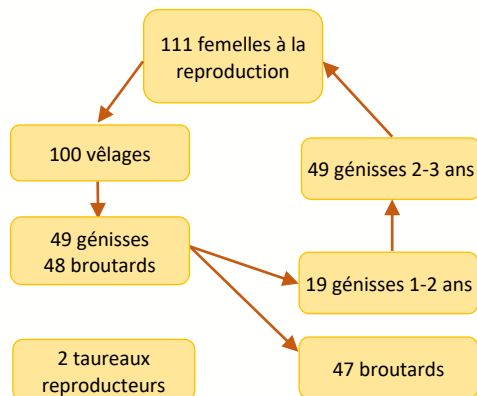 111 femelles à la
reproduction
100 vêlages
49 génisses 2-3 ans
49 génisses
48 broutards
19 génisses 1-2 ans
2 taureaux
reproducteurs
47 broutards